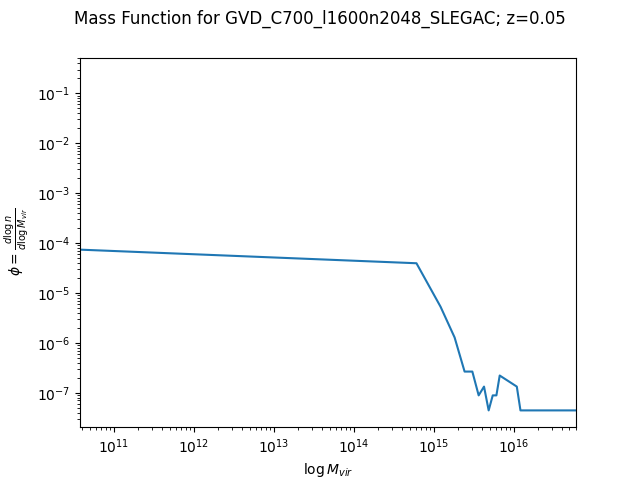 Mass Function for GVD_C700_l1600n2048_SLEGAC; z=0.05
10⁻¹
10⁻²
10⁻³
10⁻⁴
10⁻⁵
10⁻⁶
10⁻⁷
ϕ = d log n / d log M_vir
10¹¹ 10¹² 10¹³ 10¹⁴ 10¹⁵ 10¹⁶
log M_vir